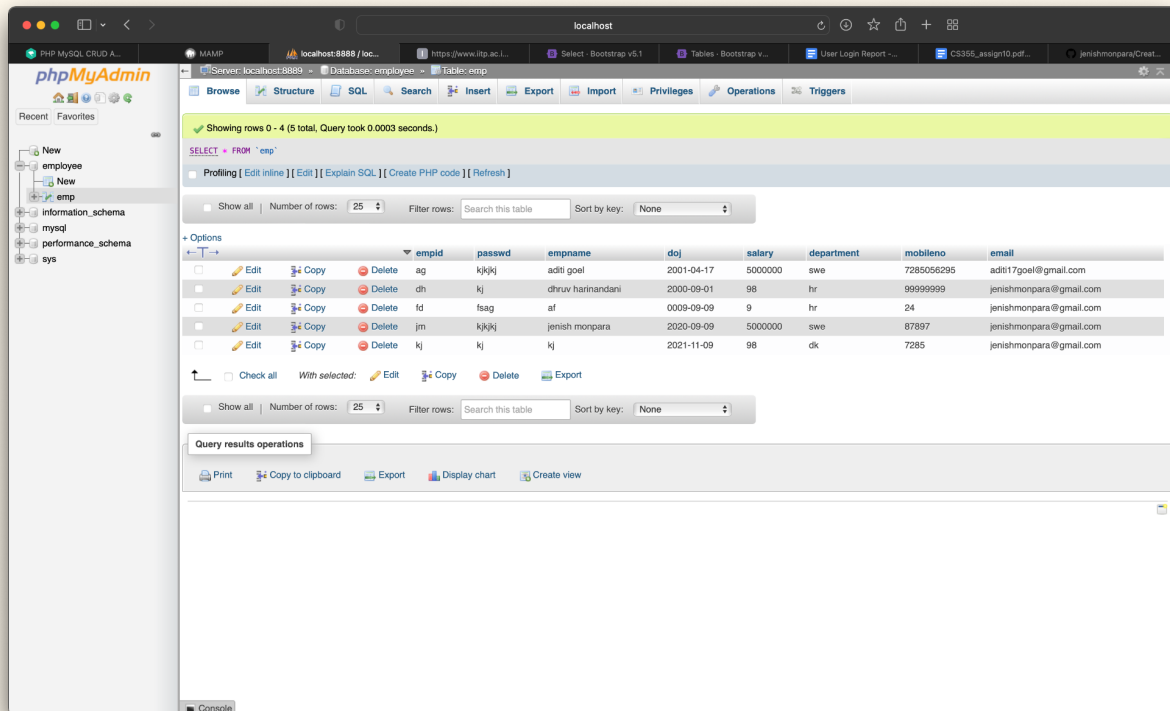 localhost
PHP MySQL CRUD A... MAMP localhost:8888 / loc... https://www.iitp.ac.i... Select · Bootstrap v5.1 Tables · Bootstrap v... User Login Report –... CS355_assign10.pdf... jenishmonpara/Creat...
phpMyAdmin
Recent Favorites
New
employee
New
emp
information_schema
mysql
performance_schema
sys
Server: localhost:8889 » Database: employee » Table: emp
Browse Structure SQL Search Insert Export Import Privileges Operations Triggers
Showing rows 0 - 4 (5 total, Query took 0.0003 seconds.)
SELECT * FROM `emp`
Profiling [ Edit inline ] [ Edit ] [ Explain SQL ] [ Create PHP code ] [ Refresh ]
Show all | Number of rows: 25 Filter rows: Search this table Sort by key: None
+ Options
←T→ empid passwd empname doj salary department mobileno email
Edit Copy Delete ag kjkjkj aditi goel 2001-04-17 5000000 swe 7285056295 aditi17goel@gmail.com
Edit Copy Delete dh kj dhruv harinandani 2000-09-01 98 hr 99999999 jenishmonpara@gmail.com
Edit Copy Delete fd fsag af 0009-09-09 9 hr 24 jenishmonpara@gmail.com
Edit Copy Delete jm kjkjkj jenish monpara 2020-09-09 5000000 swe 87897 jenishmonpara@gmail.com
Edit Copy Delete kj kj kj 2021-11-09 98 dk 7285 jenishmonpara@gmail.com
Check all With selected: Edit Copy Delete Export
Show all | Number of rows: 25 Filter rows: Search this table Sort by key: None
Query results operations
Print Copy to clipboard Export Display chart Create view
Console